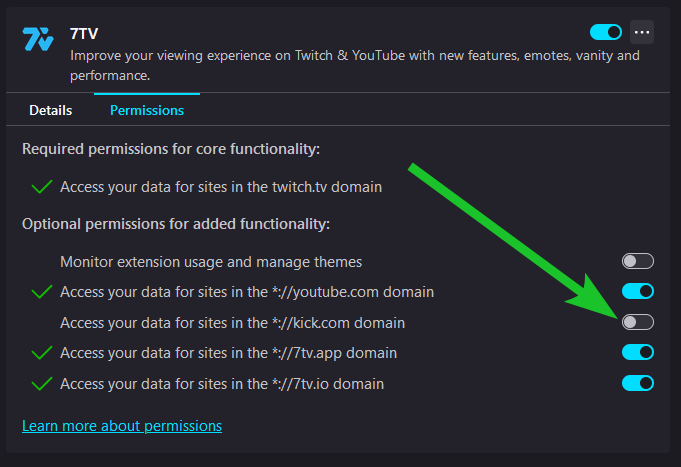 7TV
Improve your viewing experience on Twitch & YouTube with new features, emotes, vanity and
performance.
Details
Permissions
Required permissions for core functionality:
Access your data for sites in the twitch.tv domain
Optional permissions for added functionality:
Monitor extension usage and manage themes
Access your data for sites in the *://youtube.com domain
Access your data for sites in the *://kick.com domain
Access your data for sites in the *://7tv.app domain
Access your data for sites in the *://7tv.io domain
Learn more about permissions